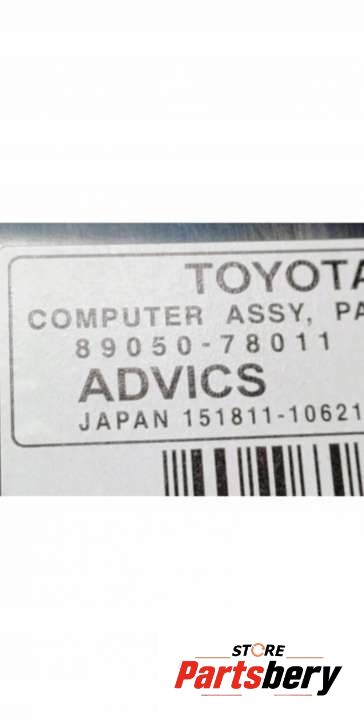 TOYOTA
COMPUTER ASSY, PA
89050-78011
ADVICS
JAPAN 151811-10621
STORE
Partsbery